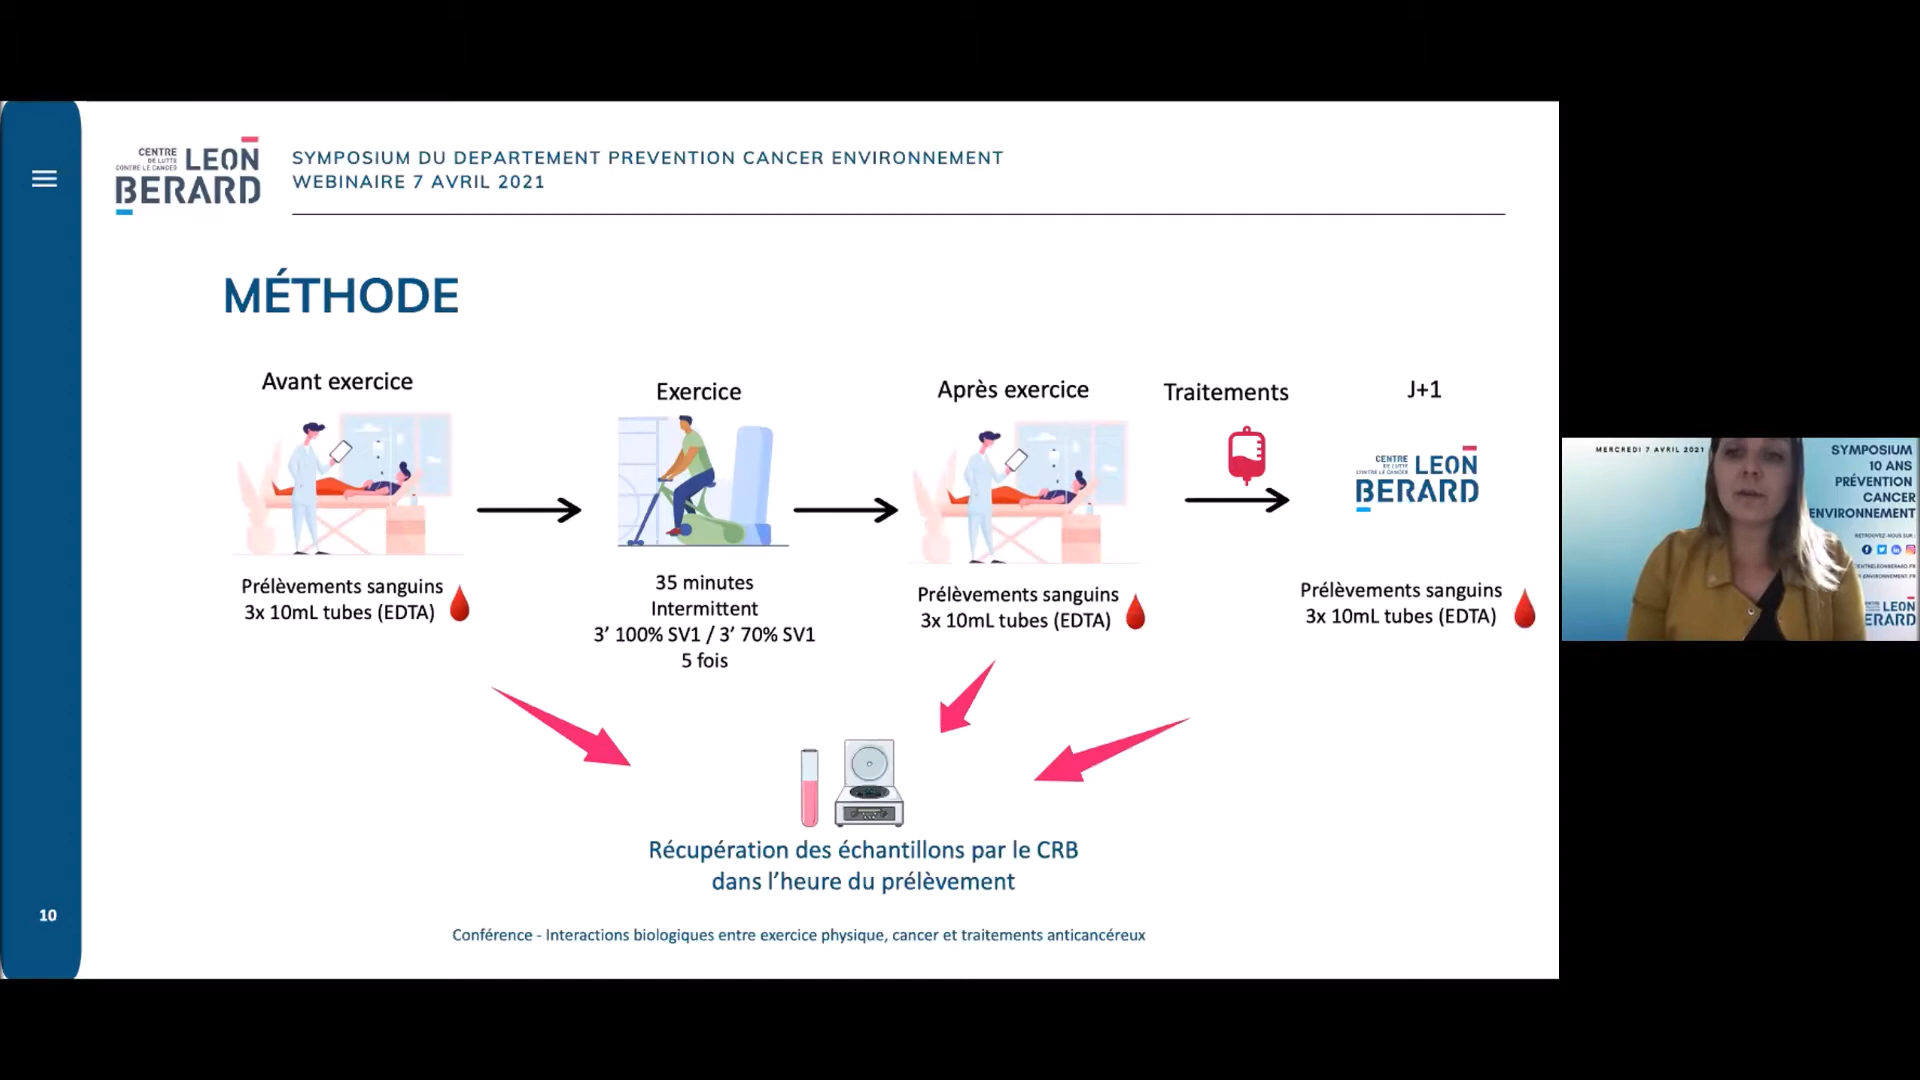 CENTRE
DE LUTTE
CONTRE LE CANCER
LEON
BERARD
SYMPOSIUM DU DEPARTEMENT PREVENTION CANCER ENVIRONNEMENT
WEBINAIRE 7 AVRIL 2021
MÉTHODE
Avant exercice
Exercice
Après exercice
Traitements
J+1
CENTRE
DE LUTTE
CONTRE LE CANCER
LEON
BERARD
Prélèvements sanguins
3x 10mL tubes (EDTA)
35 minutes
Intermittent
3’ 100% SV1 / 3’ 70% SV1
5 fois
Prélèvements sanguins
3x 10mL tubes (EDTA)
Prélèvements sanguins
3x 10mL tubes (EDTA)
Récupération des échantillons par le CRB
dans l’heure du prélèvement
10
Conférence - Interactions biologiques entre exercice physique, cancer et traitements anticancéreux
MERCREDI 7 AVRIL 2021
SYMPOSIUM
10 ANS
PRÉVENTION
CANCER
ENVIRONNEMENT
RETROUVEZ-NOUS SUR :
CENTRELEONBERARD.FR
ENVIRONNEMENT.FR
LEON
ERARD